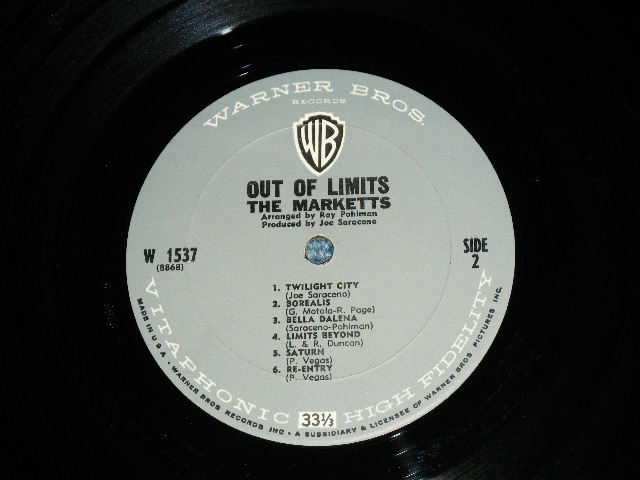 WARNER BROS.
RECORDS
WB
OUT OF LIMITS
THE MARKETTS
Arranged by Ray Pohlman
Produced by Joe Saraceno
W 1537
(8868)
SIDE
2
1. TWILIGHT CITY
(Joe Saraceno)
2. BOREALIS
(G. Motola-R. Page)
3. BELLA DALENA
(Saraceno-Pohlman)
4. LIMITS BEYOND
(L. & R. Duncan)
5. SATURN
(P. Vegas)
6. RE-ENTRY
(P. Vegas)
VITAPHONIC 33⅓ HIGH FIDELITY
MADE IN U S A • WARNER BROS. RECORDS INC • A SUBSIDIARY & LICENSEE OF WARNER BROS. PICTURES INC.